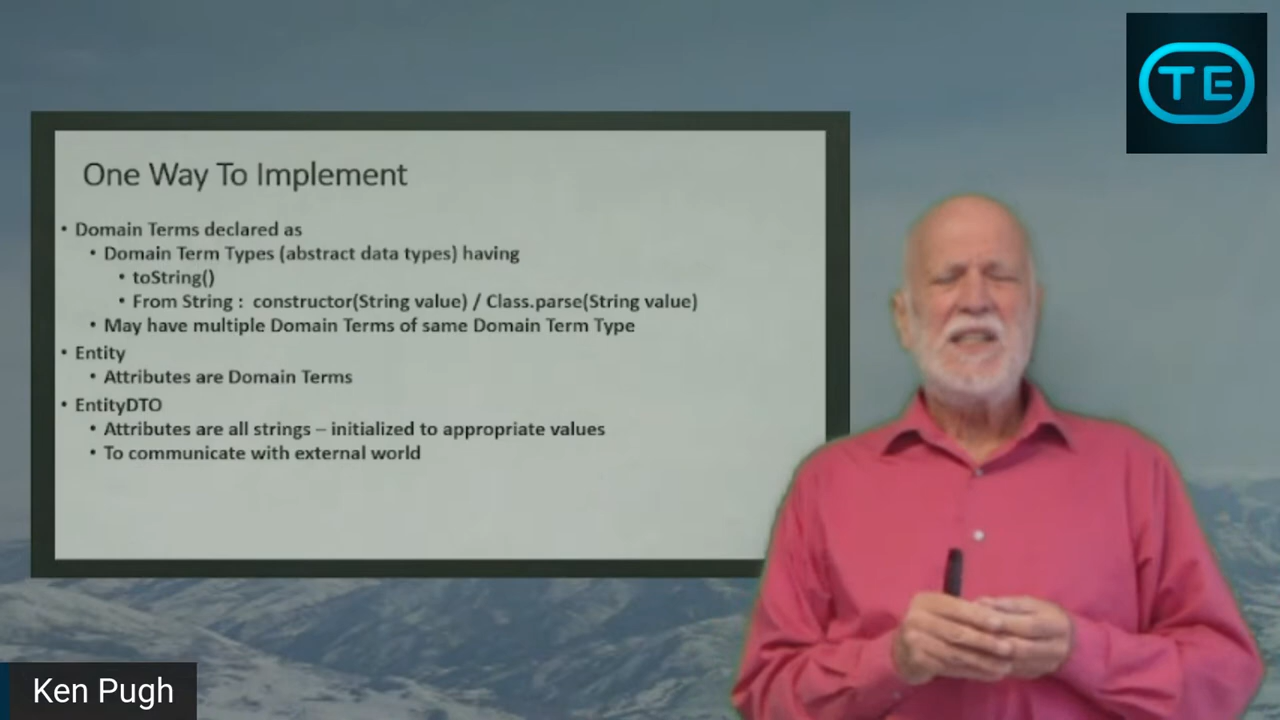 TE
One Way To Implement
• Domain Terms declared as
• Domain Term Types (abstract data types) having
• toString()
• From String : constructor(String value) / Class.parse(String value)
• May have multiple Domain Terms of same Domain Term Type
• Entity
• Attributes are Domain Terms
• EntityDTO
• Attributes are all strings – initialized to appropriate values
• To communicate with external world
Ken Pugh